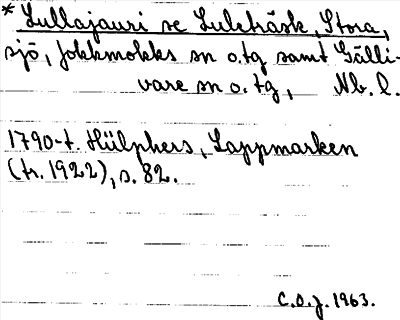 * Lullajauri se Luleträsk, Stora,
sjö, Jokkmokks sn o.tg samt Gälli-
vare sn o. tg, Nb. l.
1790-t. Hülphers, Lappmarken
(tr. 1922), s. 82.
C.O.J. 1963.